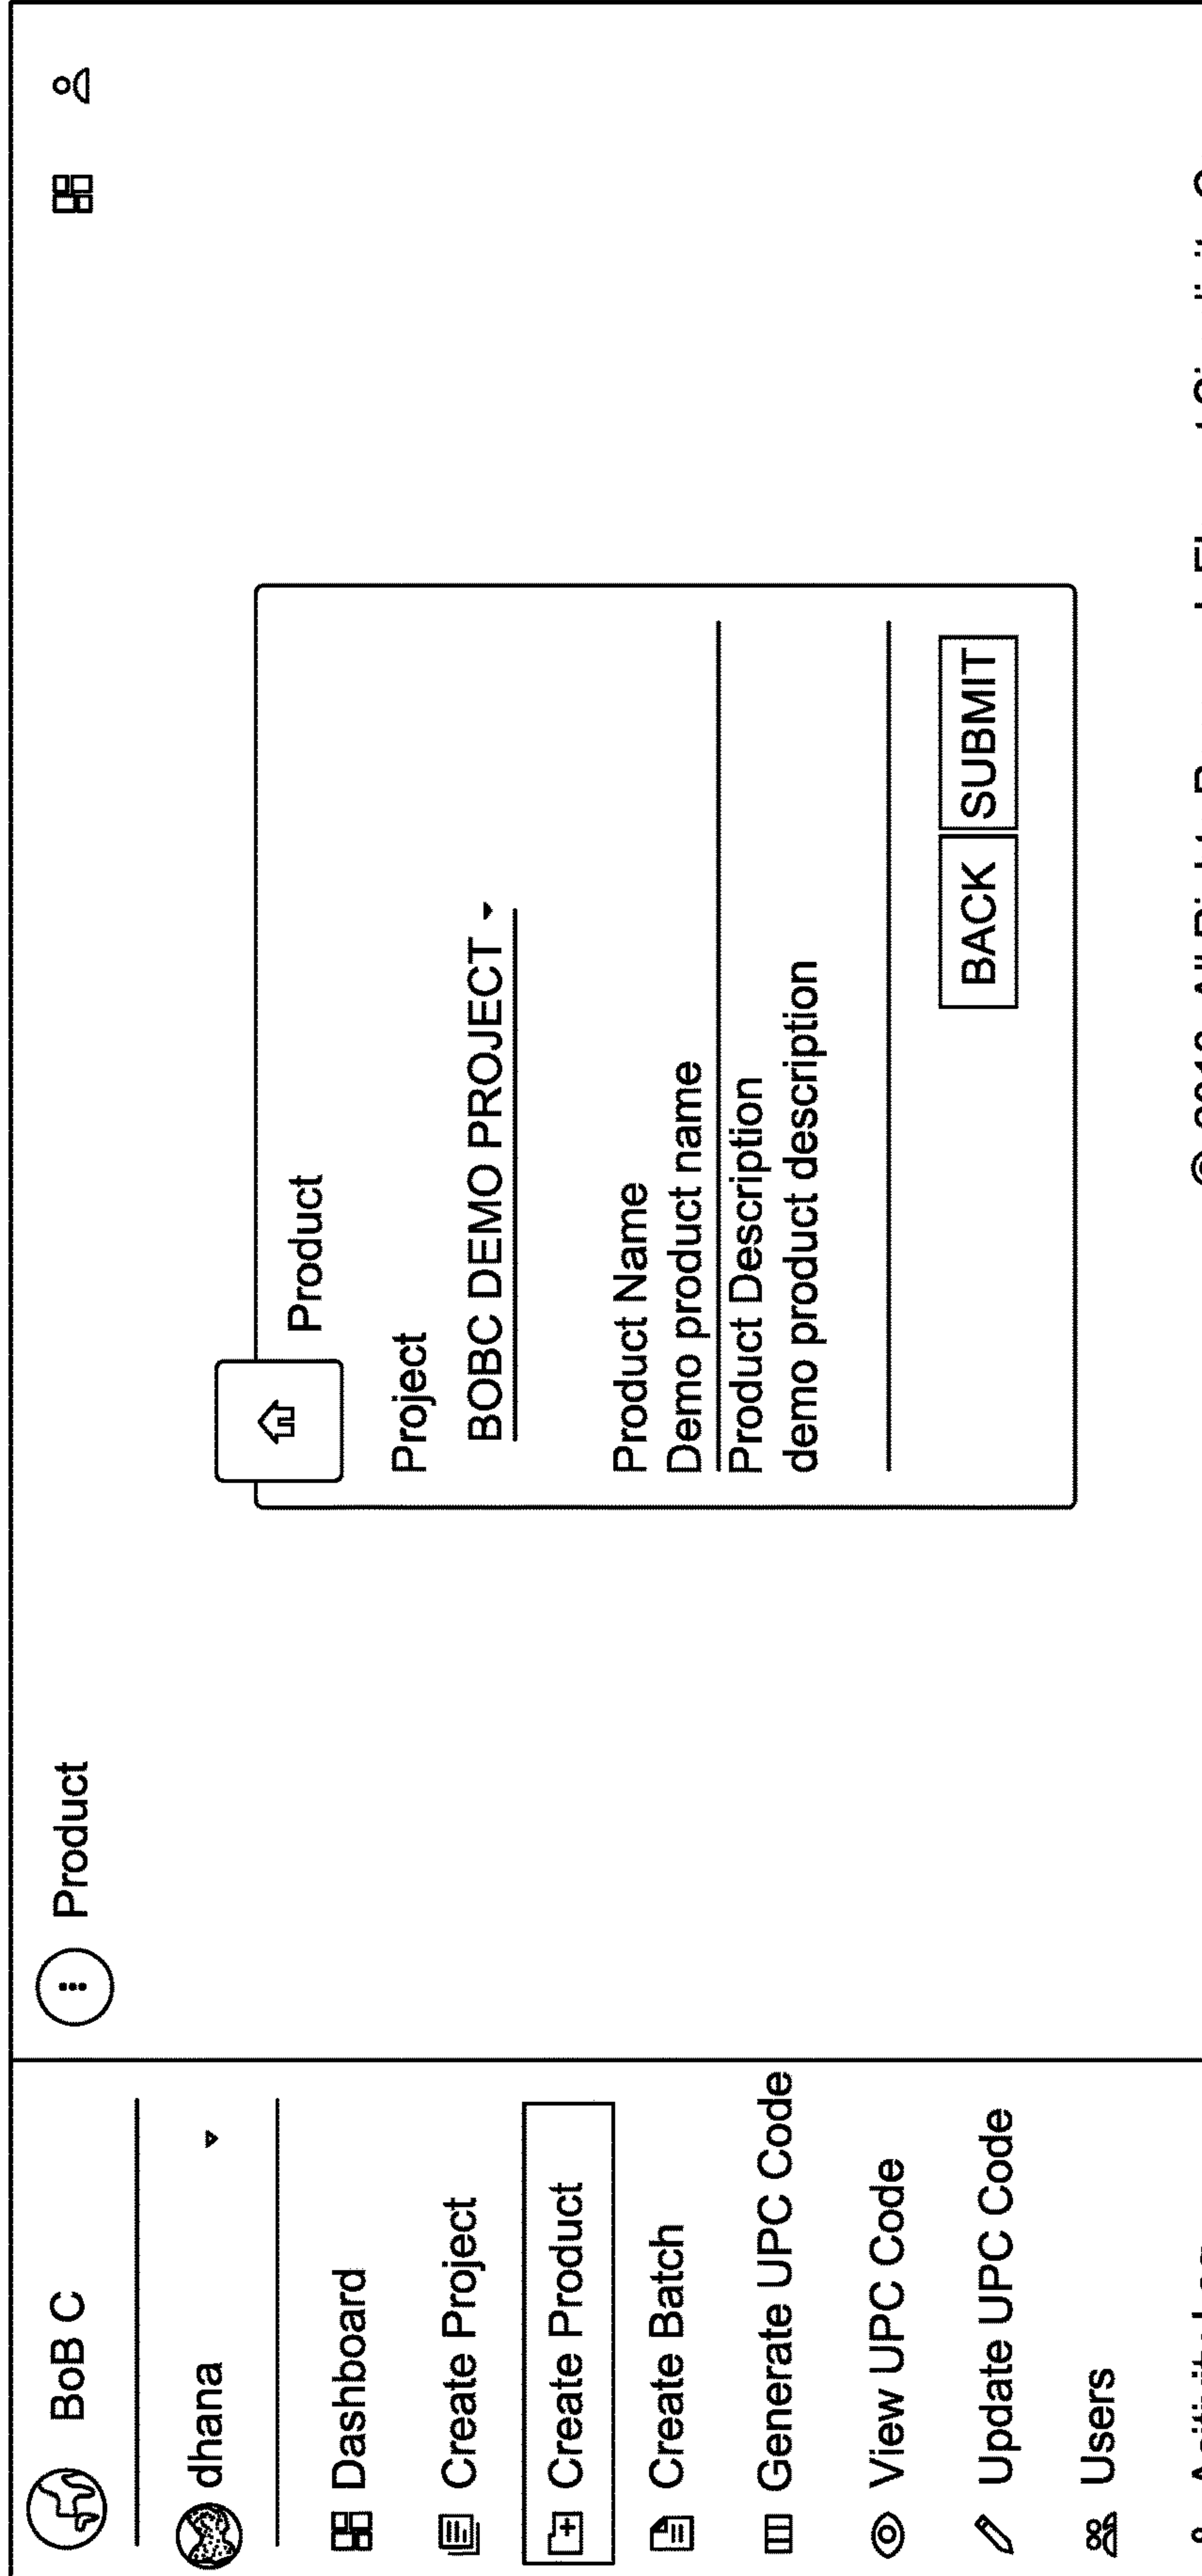 BoB C
dhana
Dashboard
Create Project
Create Product
Create Batch
Generate UPC Code
View UPC Code
Update UPC Code
Users
Product
Product
Project
BOBC DEMO PROJECT
Product Name
Demo product name
Product Description
demo product description
BACK
SUBMIT